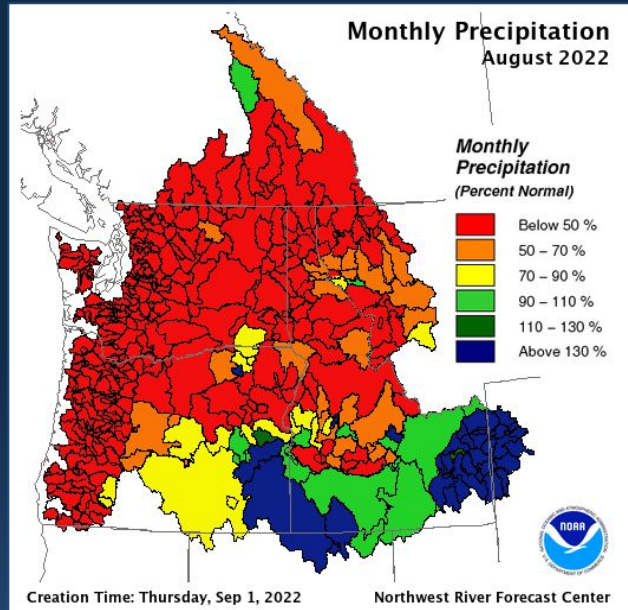 Monthly Precipitation
August 2022
Monthly
Precipitation
(Percent Normal)
Below 50 %
50 – 70 %
70 – 90 %
90 – 110 %
110 – 130 %
Above 130 %
NOAA
Creation Time: Thursday, Sep 1, 2022
Northwest River Forecast Center